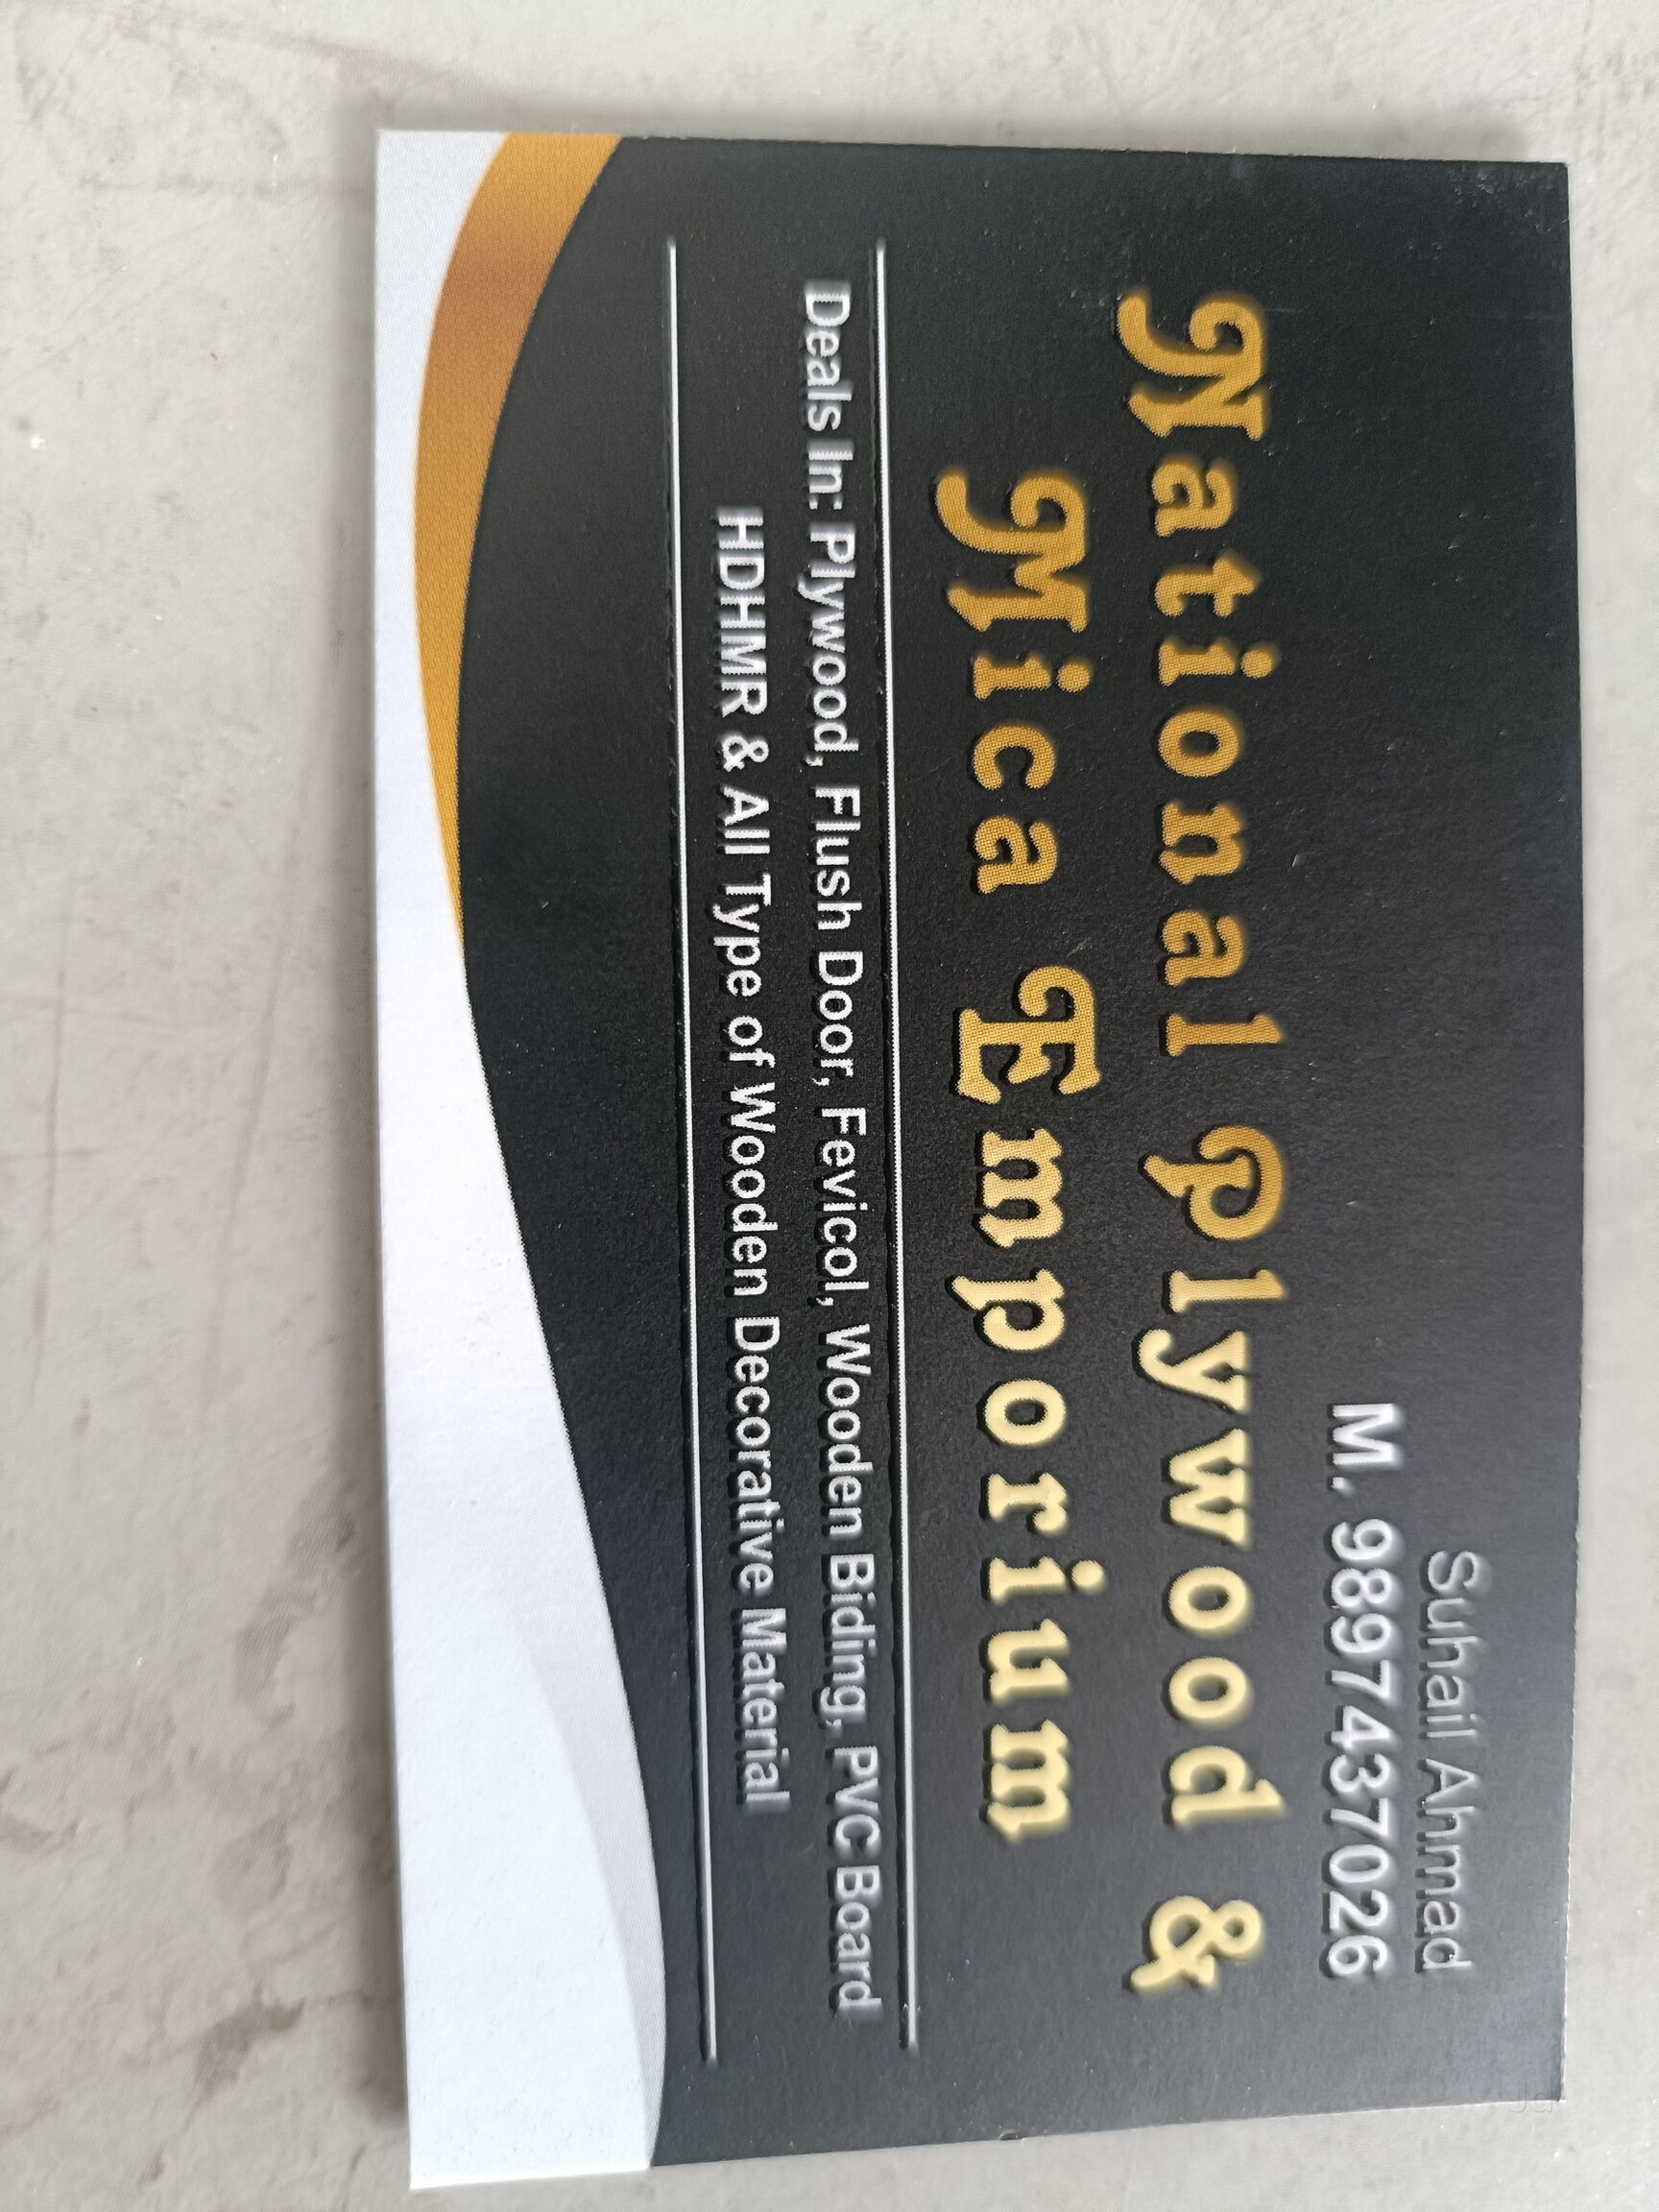 Suhail Ahmad
M. 9897437026
National Plywood &
Mica Emporium
Deals In: Plywood, Flush Door, Fevicol, Wooden Biding, PVC Board
HDHMR & All Type of Wooden Decorative Material
Jd